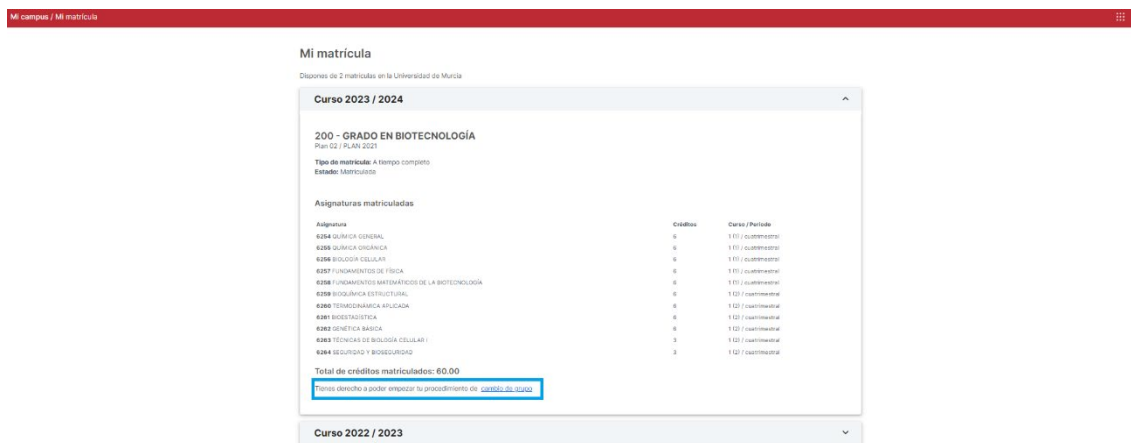 Mi campus / Mi matrícula
Mi matrícula
Dispones de 2 matrículas en la Universidad de Murcia
Curso 2023 / 2024
200 - GRADO EN BIOTECNOLOGÍA
Plan 02 / PLAN 2021
Tipo de matrícula: A tiempo completo
Estado: Matriculada
Asignaturas matriculadas
Asignatura Créditos Curso / Periodo
6254 QUÍMICA GENERAL 6 1 (1) / cuatrimestral
6255 QUÍMICA ORGÁNICA 6 1 (1) / cuatrimestral
6256 BIOLOGÍA CELULAR 6 1 (1) / cuatrimestral
6257 FUNDAMENTOS DE FÍSICA 6 1 (1) / cuatrimestral
6258 FUNDAMENTOS MATEMÁTICOS DE LA BIOTECNOLOGÍA 6 1 (1) / cuatrimestral
6259 BIOQUÍMICA ESTRUCTURAL 6 1 (2) / cuatrimestral
6260 TERMODINÁMICA APLICADA 6 1 (2) / cuatrimestral
6261 BIOESTADÍSTICA 6 1 (2) / cuatrimestral
6262 GENÉTICA BÁSICA 6 1 (2) / cuatrimestral
6263 TÉCNICAS DE BIOLOGÍA CELULAR I 3 1 (2) / cuatrimestral
6264 SEGURIDAD Y BIOSEGURIDAD 3 1 (2) / cuatrimestral
Total de créditos matriculados: 60.00
Tienes derecho a poder empezar tu procedimiento de cambio de grupo
Curso 2022 / 2023